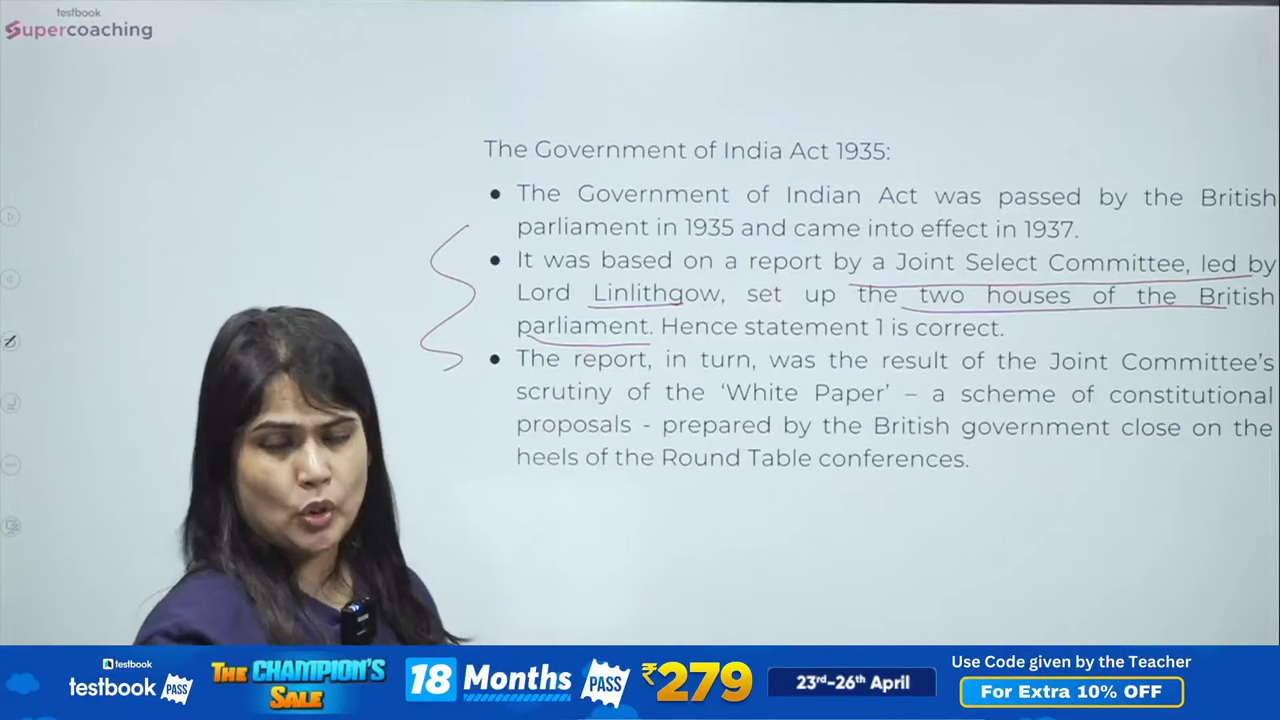 testbook
Supercoaching
The Government of India Act 1935:
• The Government of Indian Act was passed by the British
parliament in 1935 and came into effect in 1937.
• It was based on a report by a Joint Select Committee, led by
Lord Linlithgow, set up the two houses of the British
parliament. Hence statement 1 is correct.
• The report, in turn, was the result of the Joint Committee's
scrutiny of the ‘White Paper’ – a scheme of constitutional
proposals - prepared by the British government close on the
heels of the Round Table conferences.
testbook
testbook PASS
THE CHAMPION'S
SALE
18 Months PASS ₹279
23rd-26th April
Use Code given by the Teacher
For Extra 10% OFF